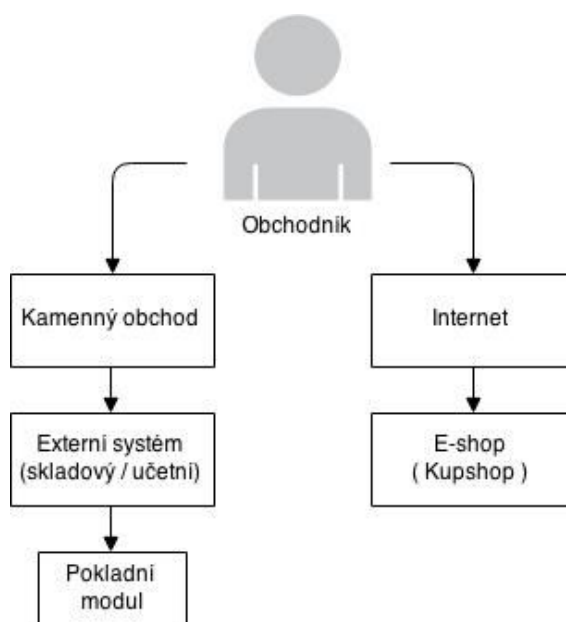 Obchodník
Kamenný obchod
Internet
Externí systém
(skladový / učetní)
E-shop
( Kupshop )
Pokladní
modul